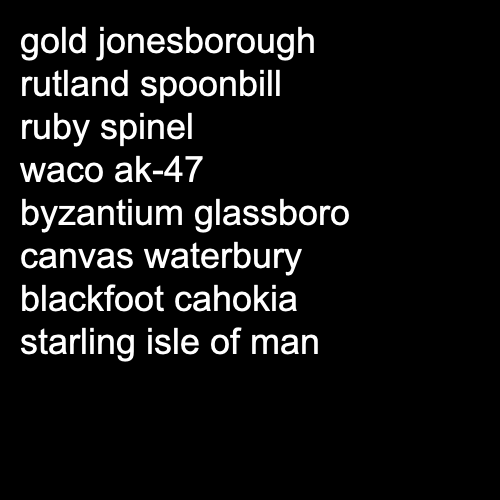 gold jonesborough
rutland spoonbill
ruby spinel
waco ak-47
byzantium glassboro
canvas waterbury
blackfoot cahokia
starling isle of man